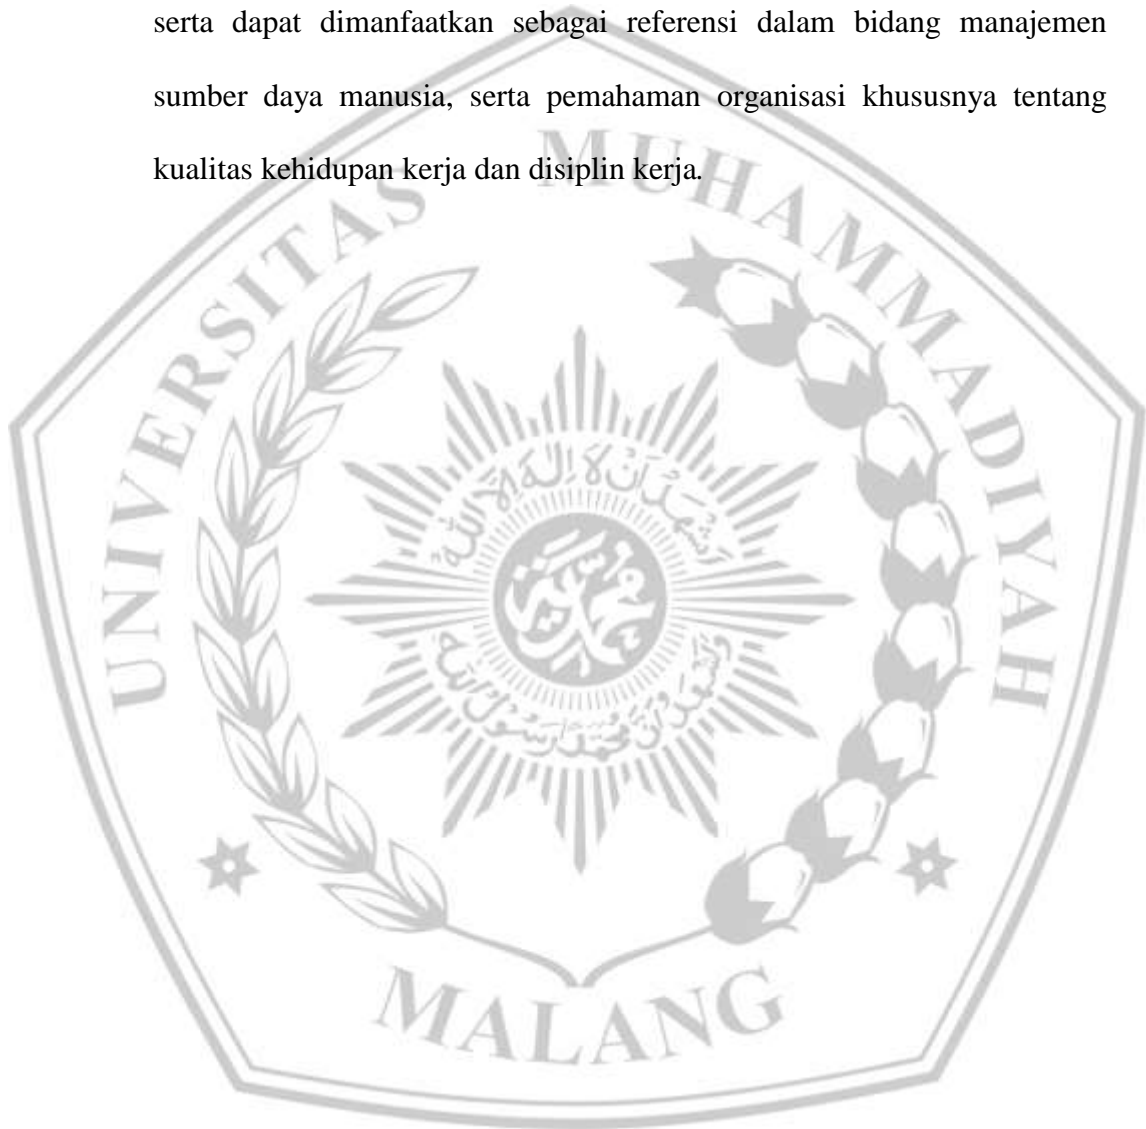 serta dapat dimanfaatkan sebagai referensi dalam bidang manajemen
sumber daya manusia, serta pemahaman organisasi khususnya tentang
kualitas kehidupan kerja dan disiplin kerja.
UNIVERSITAS MUHAMMADIYAH
MALANG